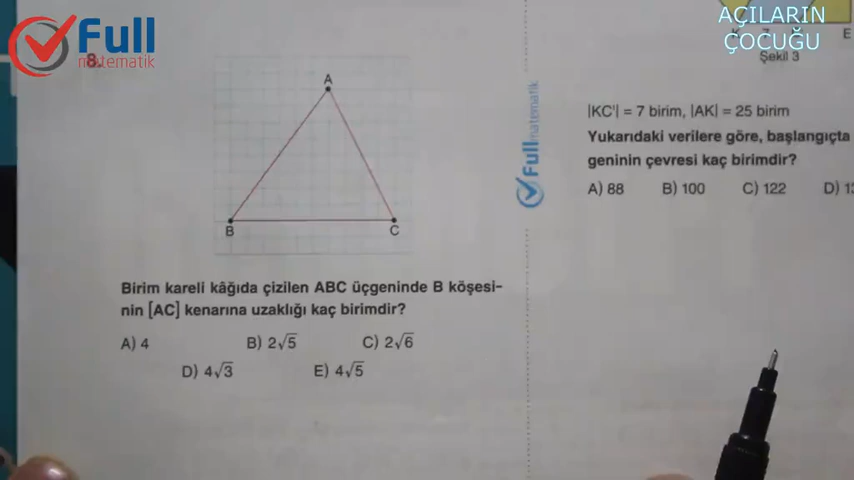 Full
matematik
8.
A
B
C
Birim kareli kâğıda çizilen ABC üçgeninde B köşesi-
nin [AC] kenarına uzaklığı kaç birimdir?
A) 4 B) 2√5 C) 2√6
D) 4√3 E) 4√5
Fullmatematik
AÇILARIN
ÇOCUĞU
E
Şekil 3
|KC'| = 7 birim, |AK| = 25 birim
Yukarıdaki verilere göre, başlangıçta
geninin çevresi kaç birimdir?
A) 88 B) 100 C) 122 D)